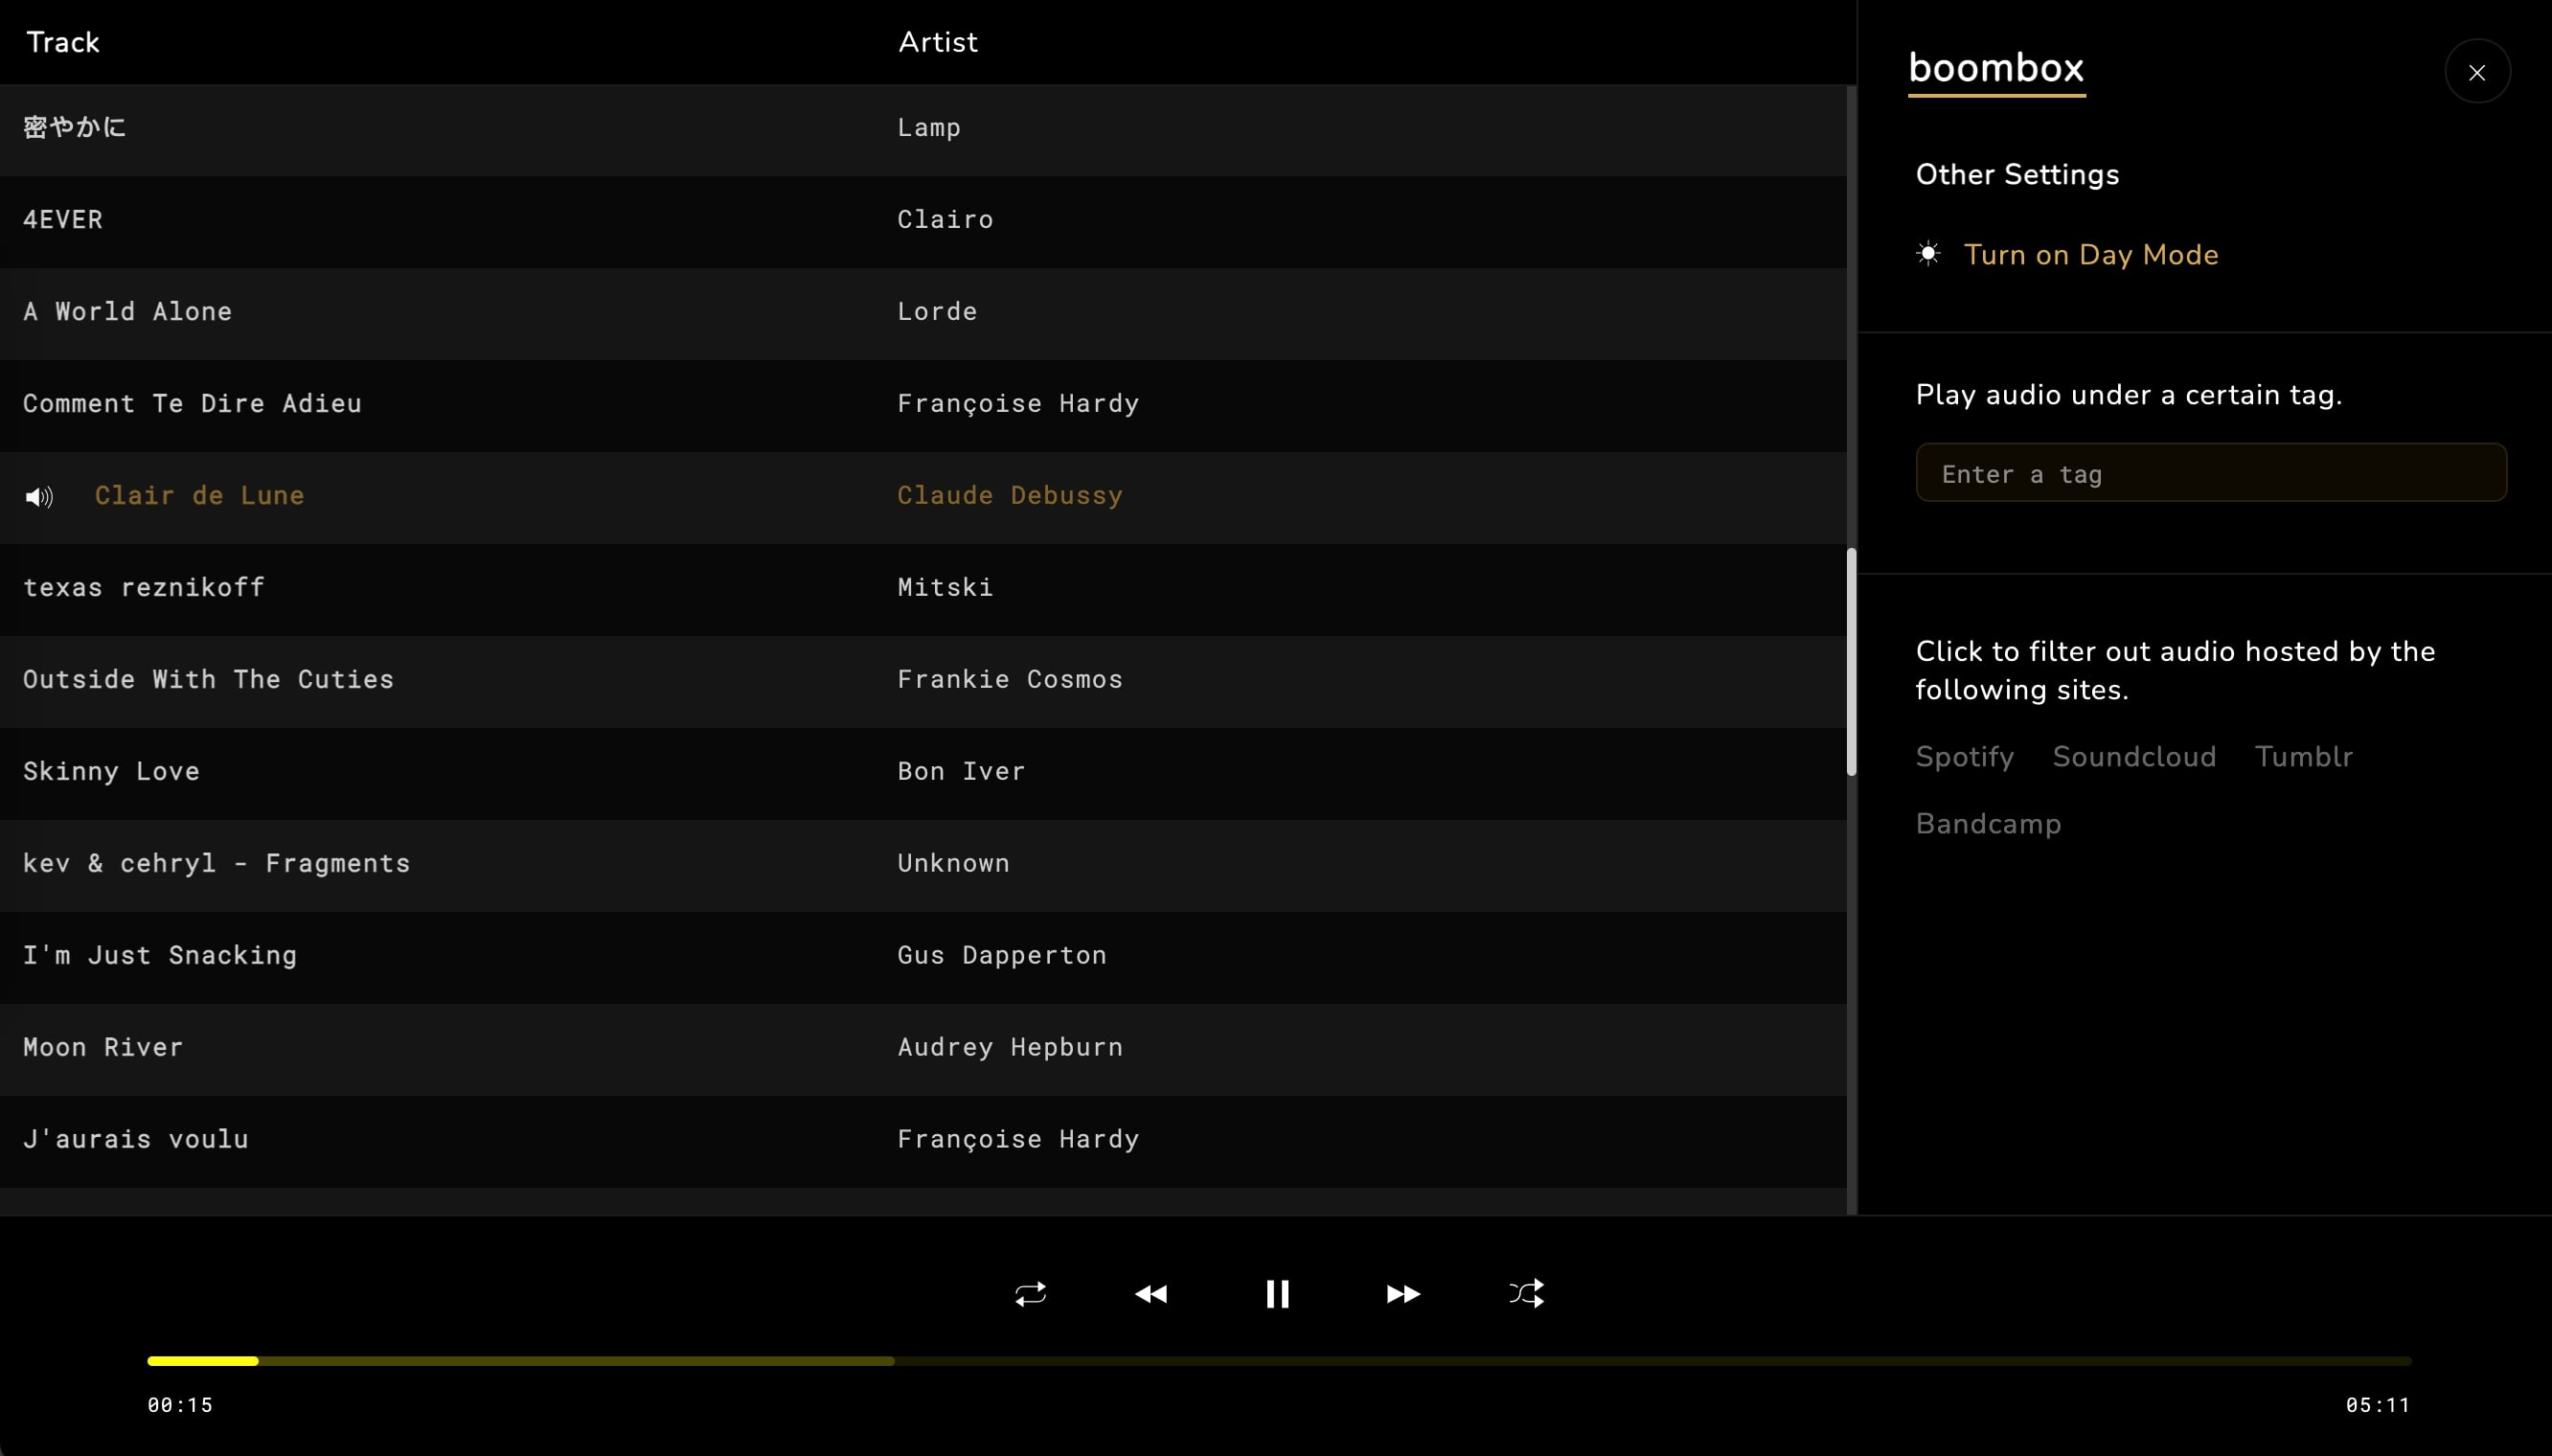 Track Artist
密やかに Lamp
4EVER Clairo
A World Alone Lorde
Comment Te Dire Adieu Françoise Hardy
Clair de Lune Claude Debussy
texas reznikoff Mitski
Outside With The Cuties Frankie Cosmos
Skinny Love Bon Iver
kev & cehryl - Fragments Unknown
I'm Just Snacking Gus Dapperton
Moon River Audrey Hepburn
J'aurais voulu Françoise Hardy
boombox
Other Settings
Turn on Day Mode
Play audio under a certain tag.
Enter a tag
Click to filter out audio hosted by the
following sites.
Spotify Soundcloud Tumblr
Bandcamp
00:15 05:11